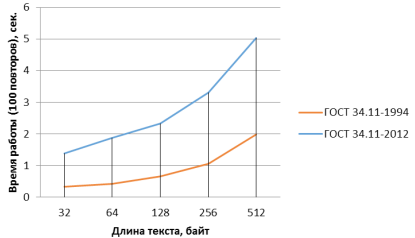 Время работы (100 повторов), сек.
6
5
4
3
2
1
0
32 64 128 256 512
Длина текста, байт
ГОСТ 34.11-1994
ГОСТ 34.11-2012